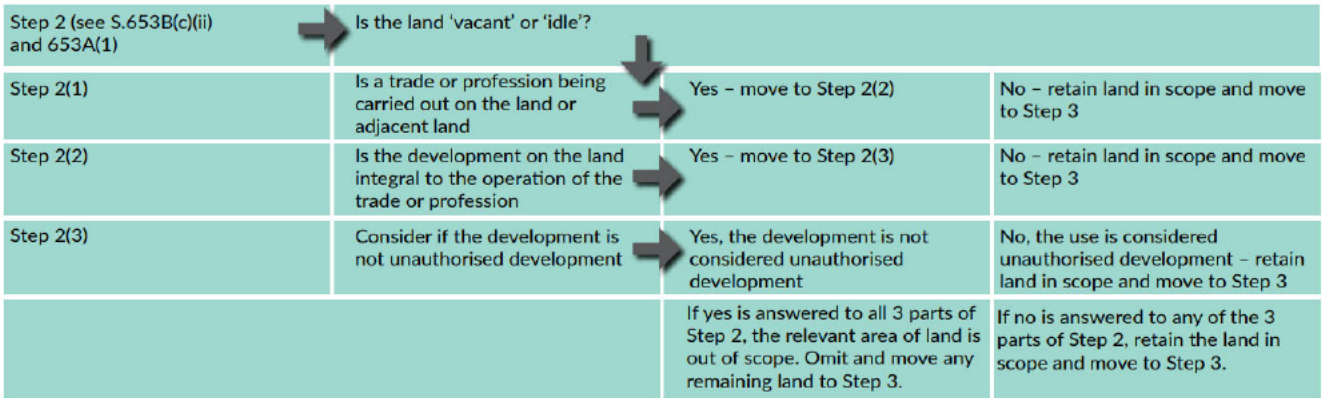 Step 2 (see S.653B(c)(ii)
and 653A(1)
Is the land ‘vacant’ or ‘idle’?
Step 2(1)
Is a trade or profession being
carried out on the land or
adjacent land
Yes – move to Step 2(2)
No – retain land in scope and move
to Step 3
Step 2(2)
Is the development on the land
integral to the operation of the
trade or profession
Yes – move to Step 2(3)
No – retain land in scope and move
to Step 3
Step 2(3)
Consider if the development is
not unauthorised development
Yes, the development is not
considered unauthorised
development
No, the use is considered
unauthorised development – retain
land in scope and move to Step 3
If yes is answered to all 3 parts of
Step 2, the relevant area of land is
out of scope. Omit and move any
remaining land to Step 3.
If no is answered to any of the 3
parts of Step 2, retain the land in
scope and move to Step 3.